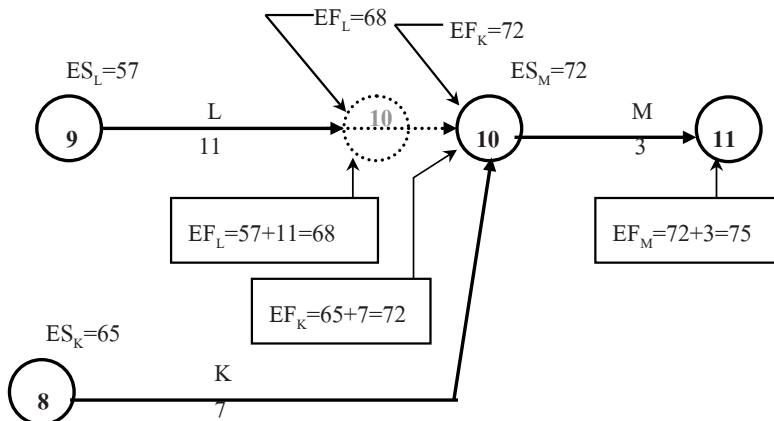 EF_L=68
EF_K=72
ES_L=57
ES_M=72
L
10
M
9
10
11
11
3
EF_L=57+11=68
EF_M=72+3=75
EF_K=65+7=72
ES_K=65
K
8
7